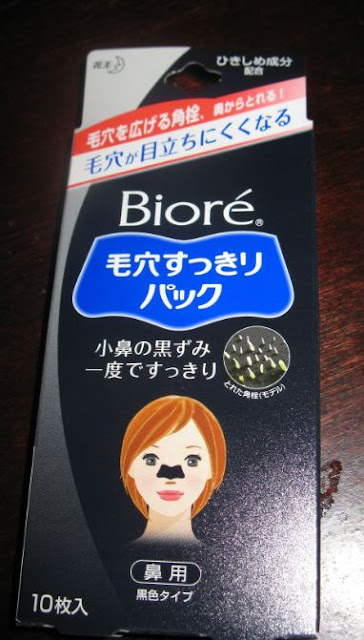 花王
ひきしめ成分
配合
毛穴を広げる角栓、奥からとれる!
毛穴が目立ちにくくなる
Bioré®
毛穴すっきり
パック
小鼻の黒ずみ
一度ですっきり
とれた角栓(モデル)
鼻用
黒色タイプ
10枚入